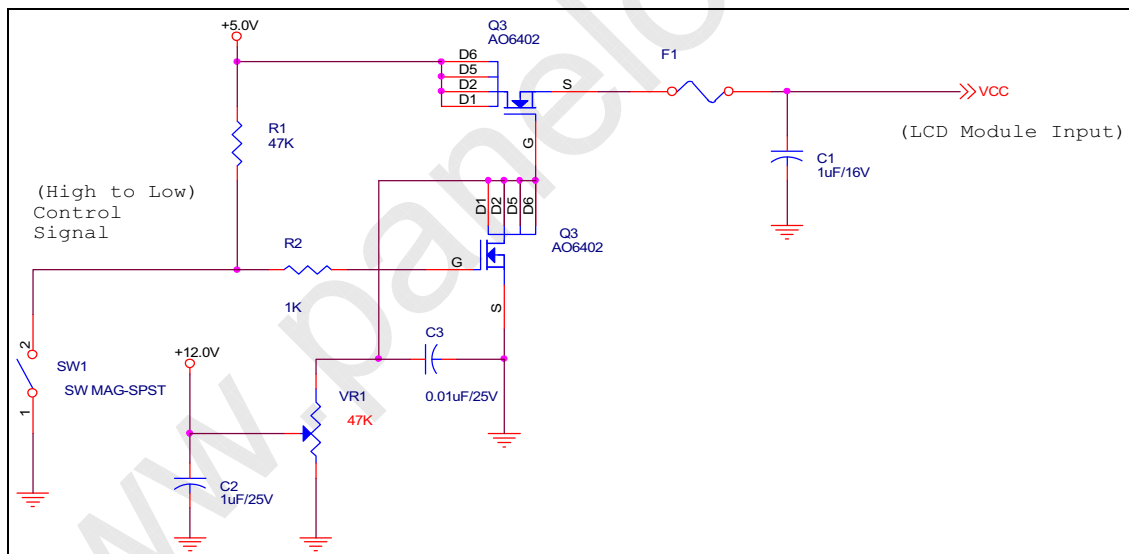 +5.0V
Q3
AO6402
D6
D5
D2
D1
S
G
F1
VCC
(LCD Module Input)
C1
1uF/16V
R1
47K
(High to Low)
Control
Signal
D1
D2
D5
D6
Q3
AO6402
R2
1K
G
S
2
SW1
SW MAG-SPST
1
+12.0V
C3
0.01uF/25V
VR1
47K
C2
1uF/25V
www.panelo